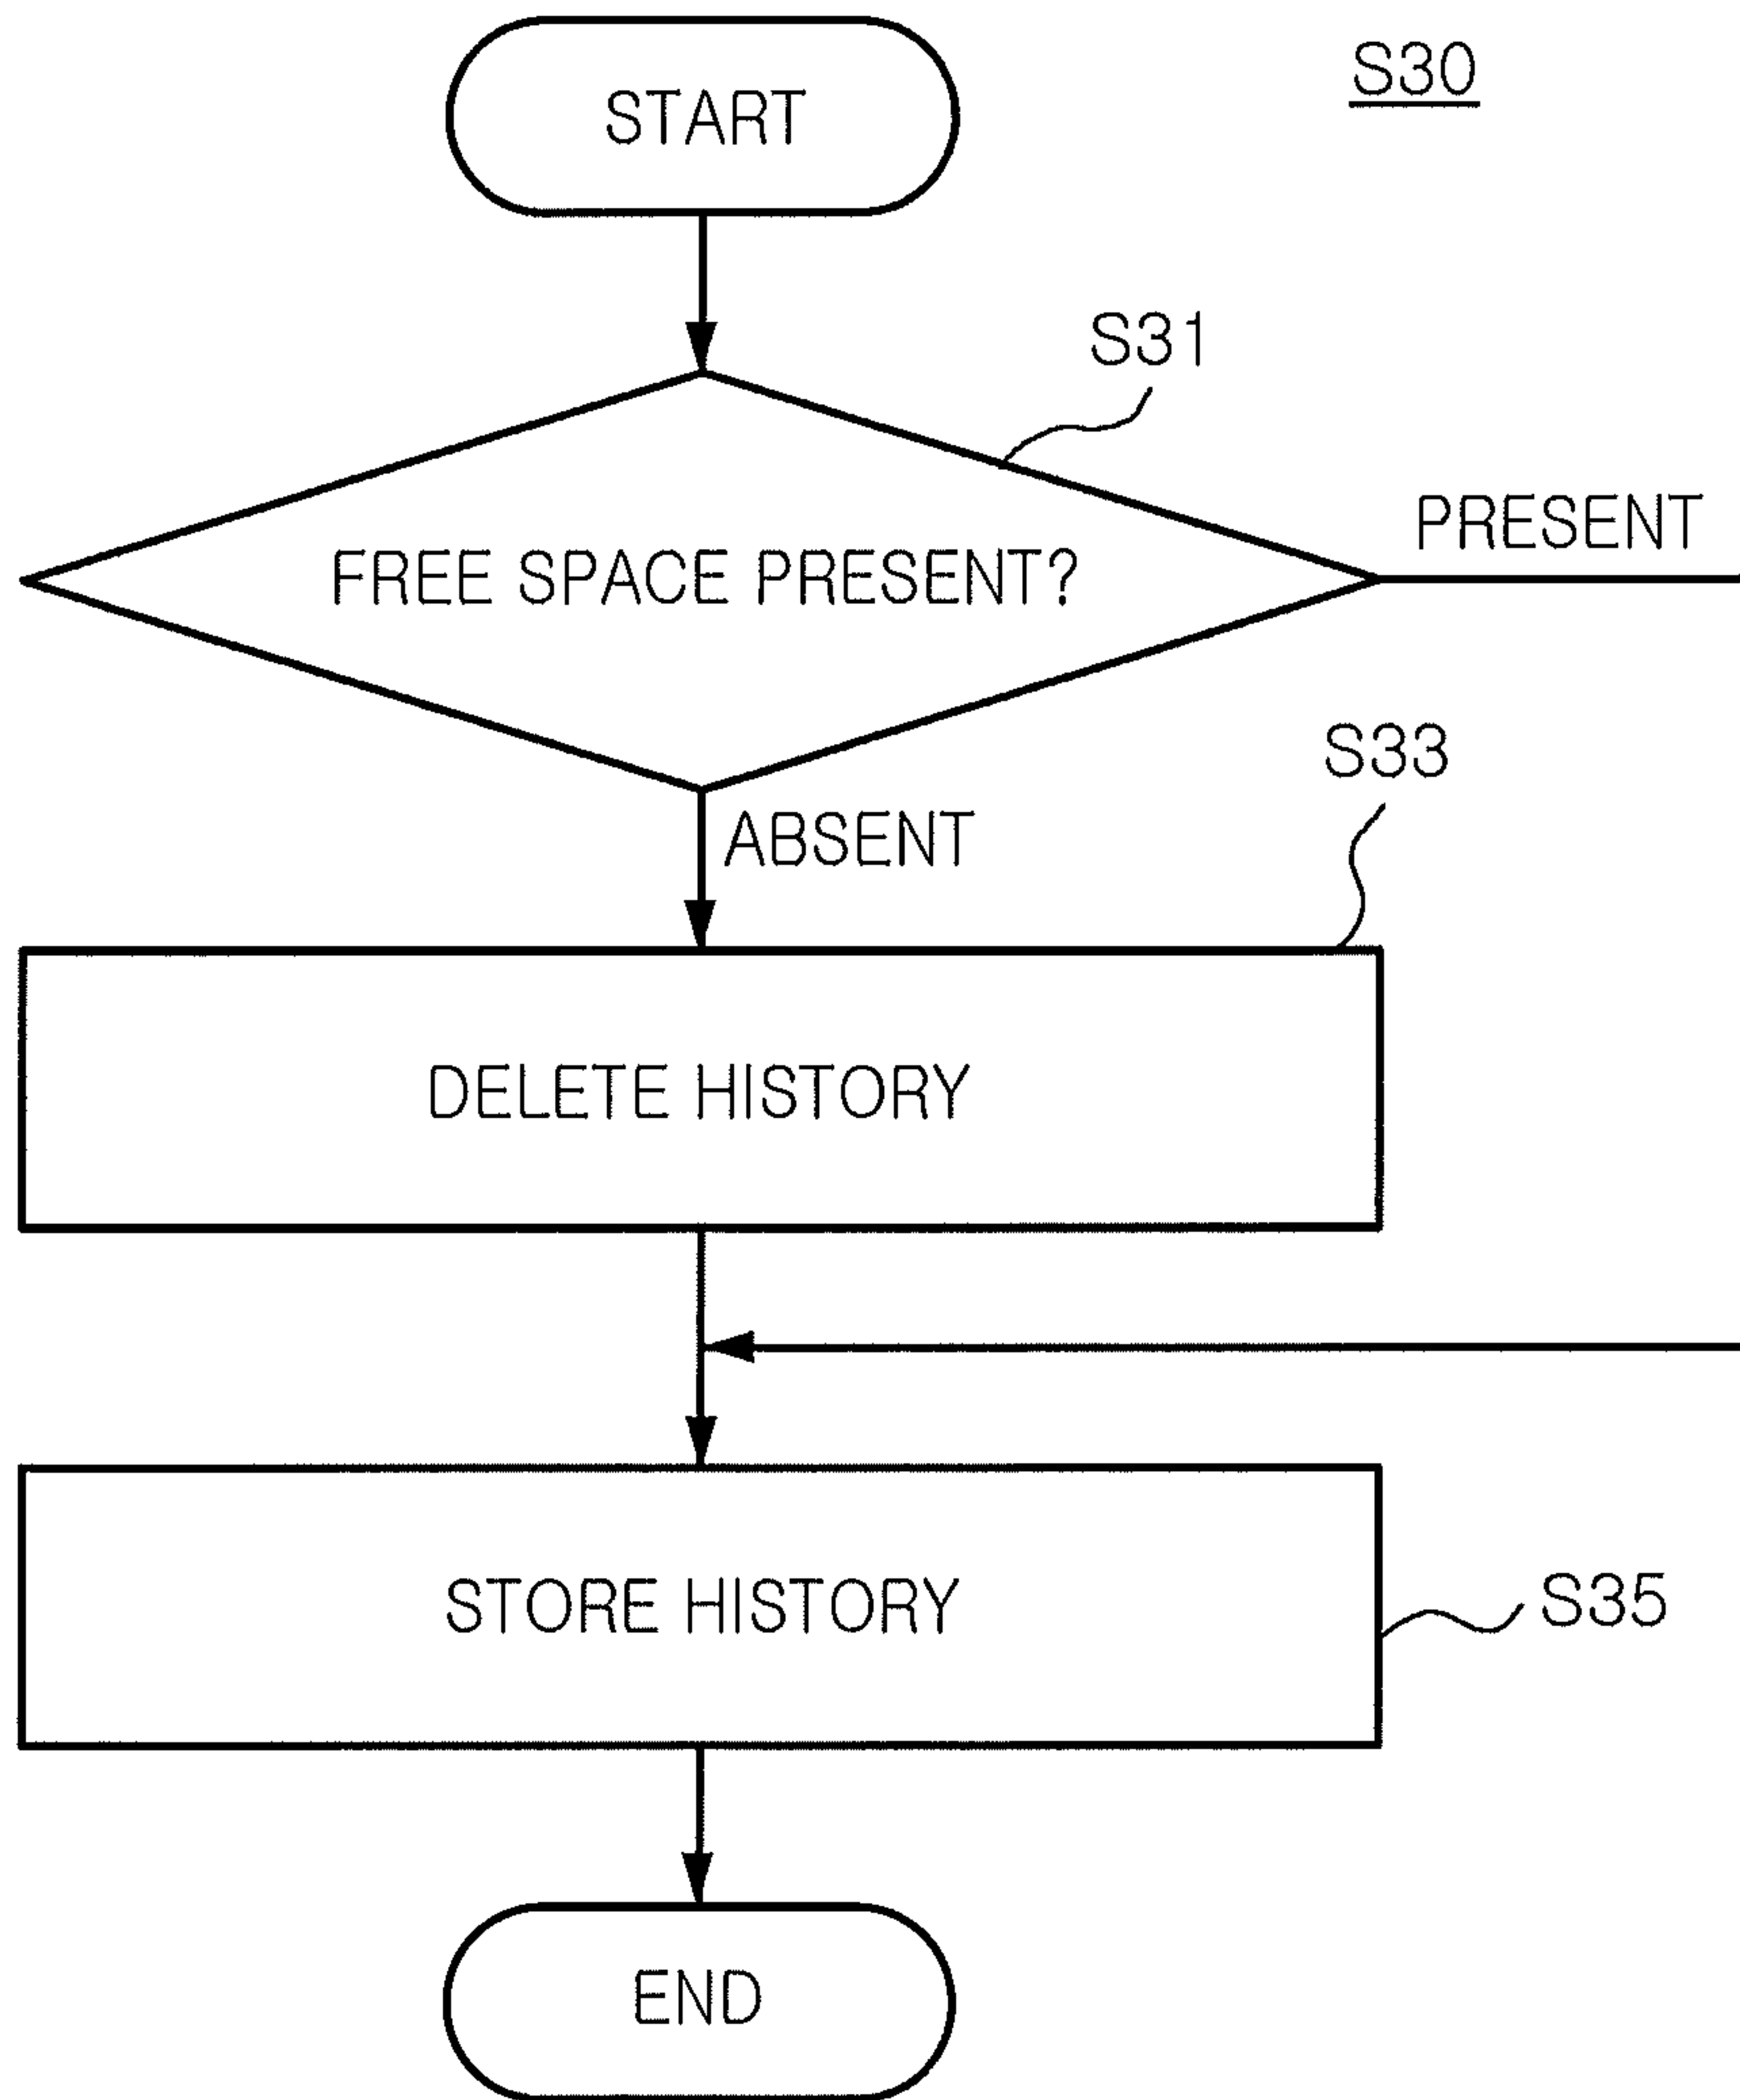 START
S30
S31
FREE SPACE PRESENT?
PRESENT
S33
ABSENT
DELETE HISTORY
STORE HISTORY
S35
END